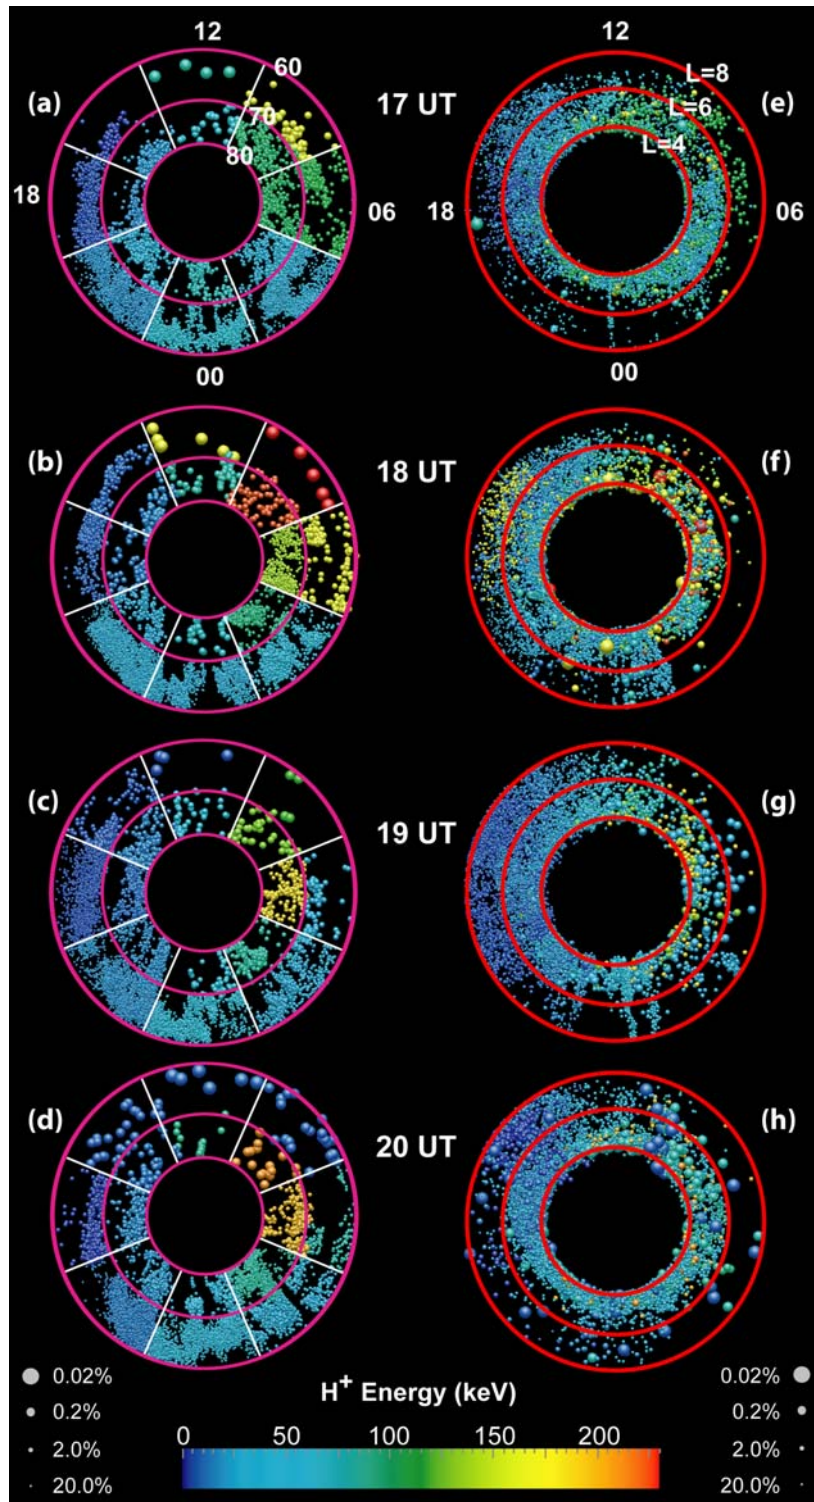 12
12
(a)
60
17 UT
L=8
(e)
70
L=6
80
L=4
18
06
18
06
00
00
(b)
18 UT
(f)
(c)
19 UT
(g)
(d)
20 UT
(h)
0.02%
H+ Energy (keV)
0.02%
0.2%
0.2%
2.0%
0 50 100 150 200
2.0%
20.0%
20.0%